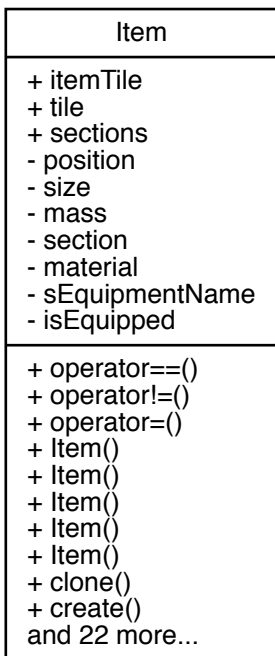 Item
+ itemTile
+ tile
+ sections
- position
- size
- mass
- section
- material
- sEquipmentName
- isEquipped
+ operator==()
+ operator!=()
+ operator=()
+ Item()
+ Item()
+ Item()
+ Item()
+ Item()
+ clone()
+ create()
and 22 more...